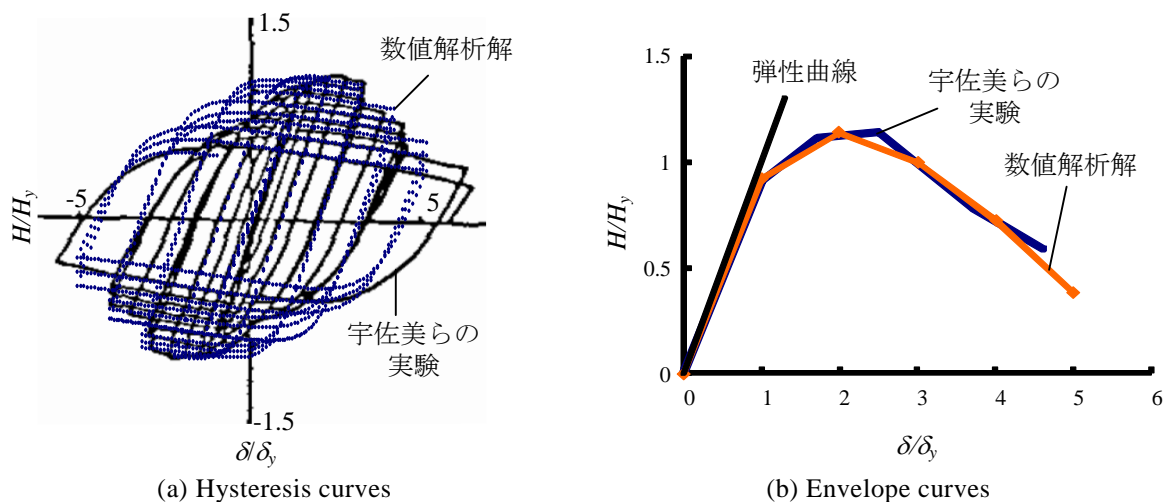 1.5
数値解析解
-5
5
H/Hy
宇佐美らの
実験
-1.5
δ/δy
(a) Hysteresis curves
1.5
弾性曲線
宇佐美らの
実験
1
数値解析解
H/Hy
0.5
0
0 1 2 3 4 5 6
δ/δy
(b) Envelope curves